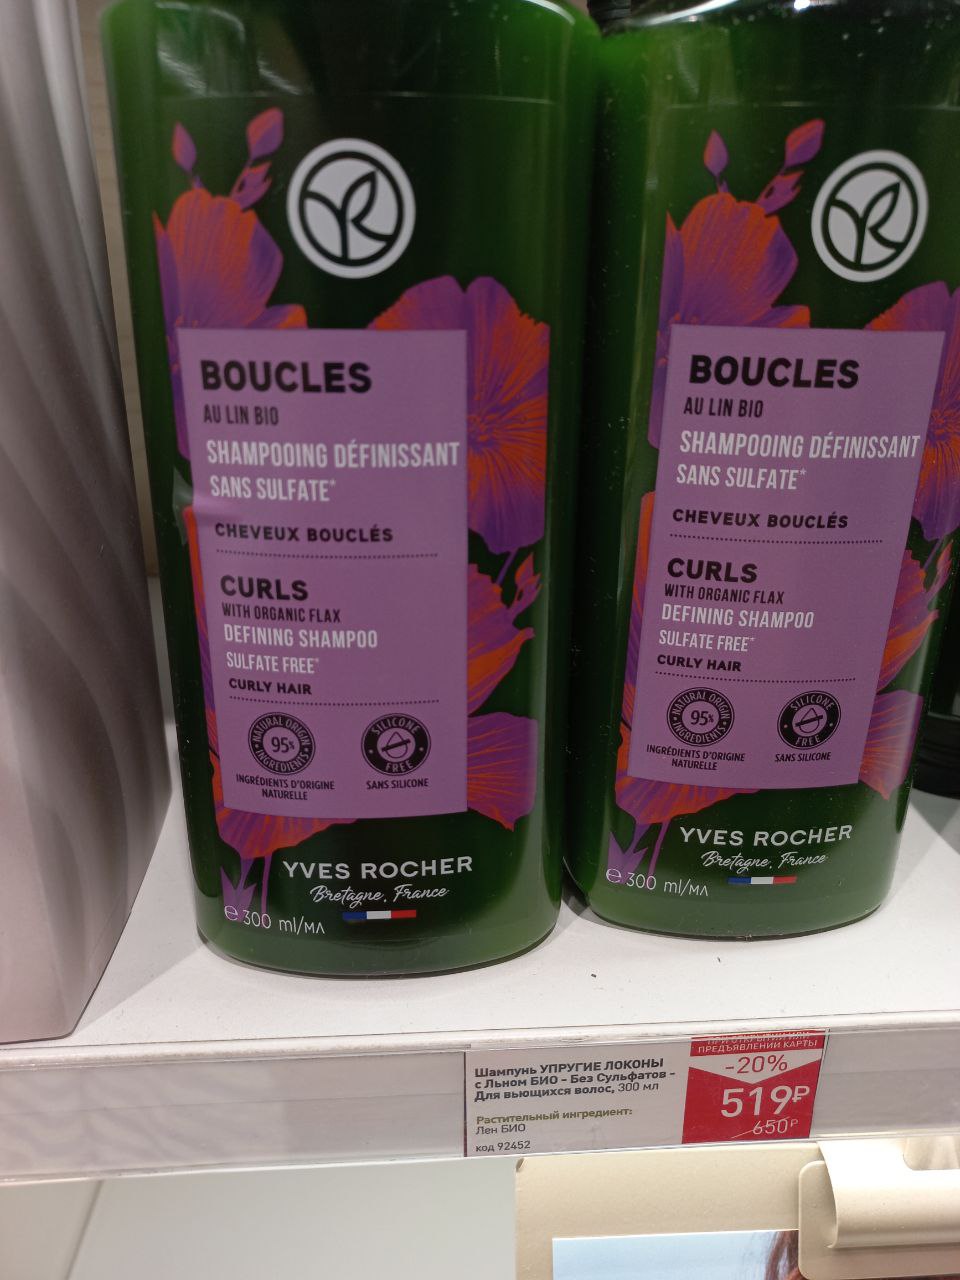 BOUCLES
AU LIN BIO
SHAMPOOING DÉFINISSANT
SANS SULFATE*
CHEVEUX BOUCLÉS
CURLS
WITH ORGANIC FLAX
DEFINING SHAMPOO
SULFATE FREE*
CURLY HAIR
NATURAL ORIGIN
95%
INGREDIENTS
INGRÉDIENTS D'ORIGINE
NATURELLE
SILICONE
FREE
SANS SILICONE
YVES ROCHER
Bretagne, France
e 300 ml/мл
BOUCLES
AU LIN BIO
SHAMPOOING DÉFINISSANT
SANS SULFATE*
CHEVEUX BOUCLÉS
CURLS
WITH ORGANIC FLAX
DEFINING SHAMPOO
SULFATE FREE*
CURLY HAIR
NATURAL ORIGIN
95%
INGREDIENTS
INGRÉDIENTS D'ORIGINE
NATURELLE
SILICONE
FREE
SANS SILICONE
YVES ROCHER
Bretagne, France
e 300 ml/мл
Шампунь УПРУГИЕ ЛОКОНЫ
с Льном БИО - Без Сульфатов -
Для вьющихся волос, 300 мл
Растительный ингредиент:
Лен БИО
код 92452
ПРИ ОТКРЫТИИ ИЛИ
ПРЕДЪЯВЛЕНИИ КАРТЫ
-20%
519₽
650₽